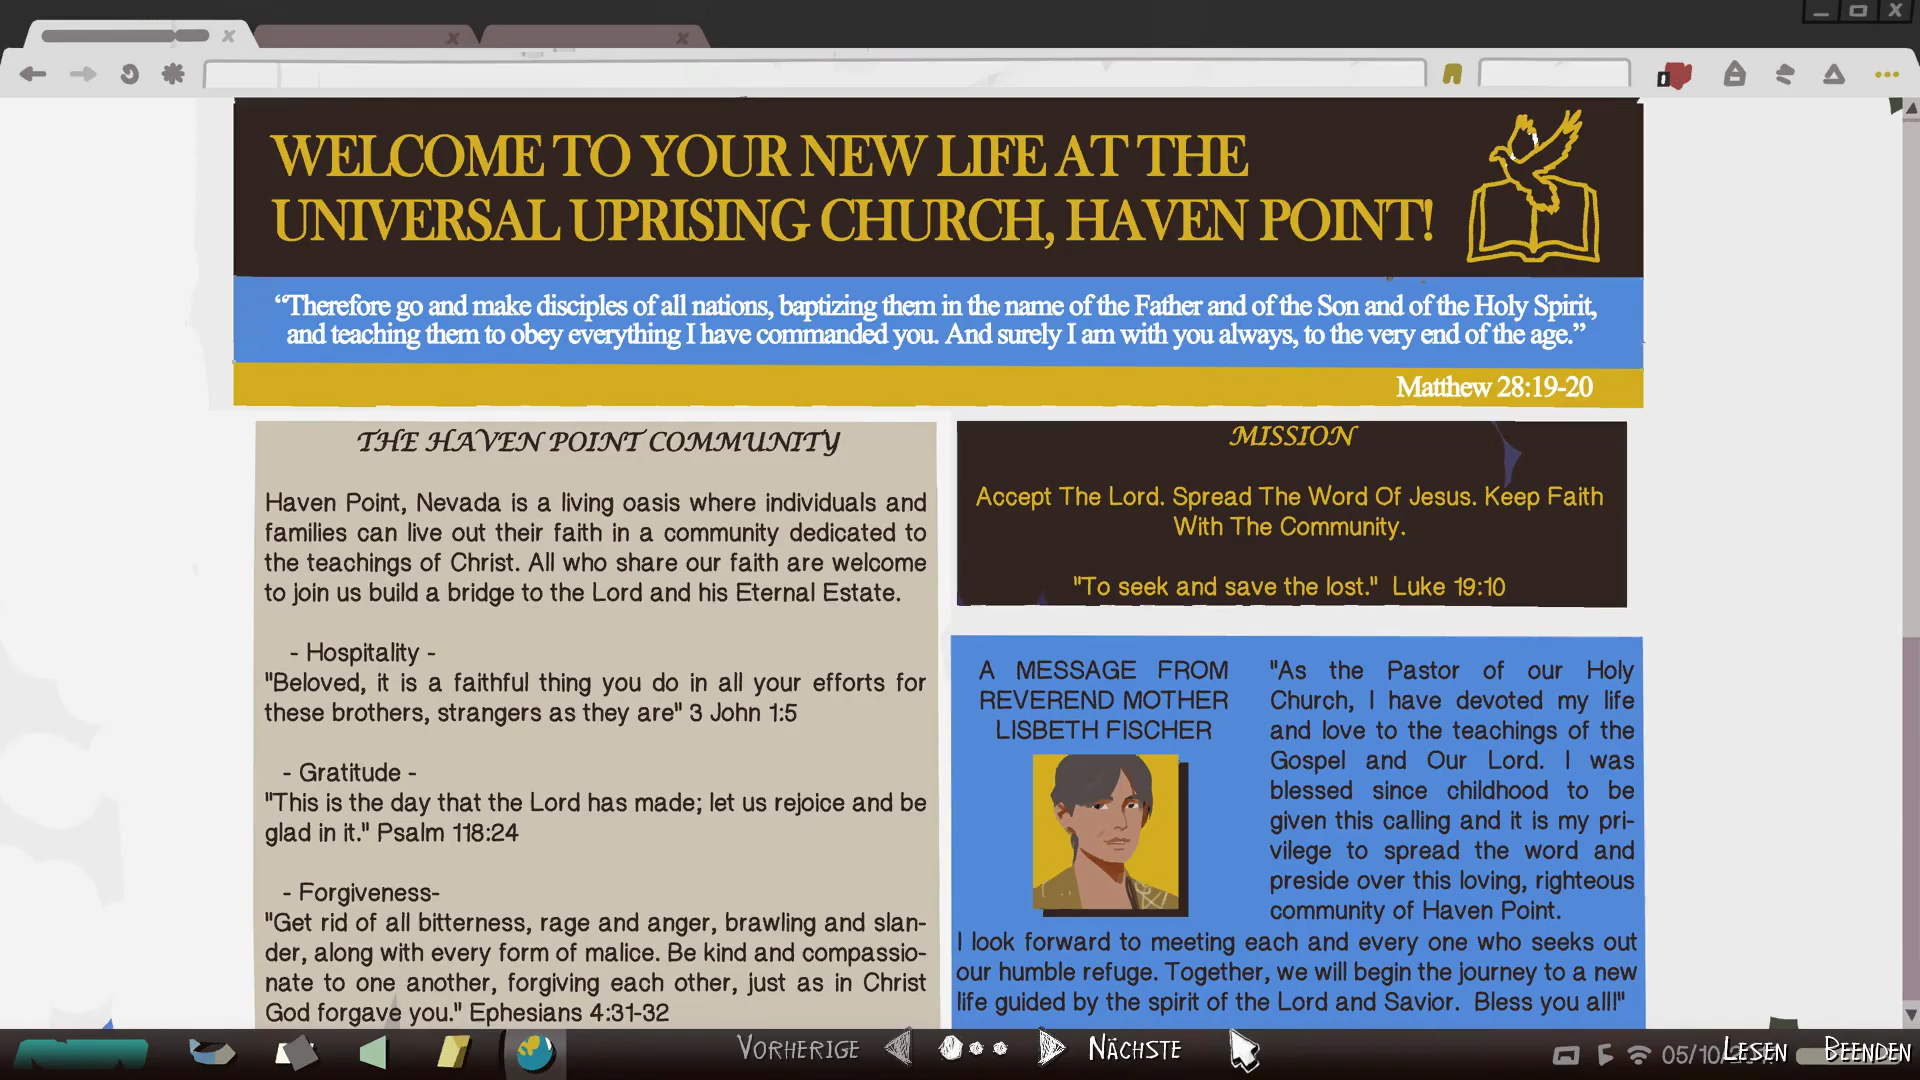 WELCOME TO YOUR NEW LIFE AT THE
UNIVERSAL UPRISING CHURCH, HAVEN POINT!
“Therefore go and make disciples of all nations, baptizing them in the name of the Father and of the Son and of the Holy Spirit,
and teaching them to obey everything I have commanded you. And surely I am with you always, to the very end of the age.”
Matthew 28:19-20
THE HAVEN POINT COMMUNITY
Haven Point, Nevada is a living oasis where individuals and
families can live out their faith in a community dedicated to
the teachings of Christ. All who share our faith are welcome
to join us build a bridge to the Lord and his Eternal Estate.
- Hospitality -
"Beloved, it is a faithful thing you do in all your efforts for
these brothers, strangers as they are" 3 John 1:5
- Gratitude -
"This is the day that the Lord has made; let us rejoice and be
glad in it." Psalm 118:24
- Forgiveness-
"Get rid of all bitterness, rage and anger, brawling and slan-
der, along with every form of malice. Be kind and compassio-
nate to one another, forgiving each other, just as in Christ
God forgave you." Ephesians 4:31-32
MISSION
Accept The Lord. Spread The Word Of Jesus. Keep Faith
With The Community.
"To seek and save the lost." Luke 19:10
A MESSAGE FROM
REVEREND MOTHER
LISBETH FISCHER
"As the Pastor of our Holy
Church, I have devoted my life
and love to the teachings of the
Gospel and Our Lord. I was
blessed since childhood to be
given this calling and it is my pri-
vilege to spread the word and
preside over this loving, righteous
community of Haven Point.
I look forward to meeting each and every one who seeks out
our humble refuge. Together, we will begin the journey to a new
life guided by the spirit of the Lord and Savior. Bless you all!"
VORHERIGE NÄCHSTE
05/10/
LESEN BEENDEN